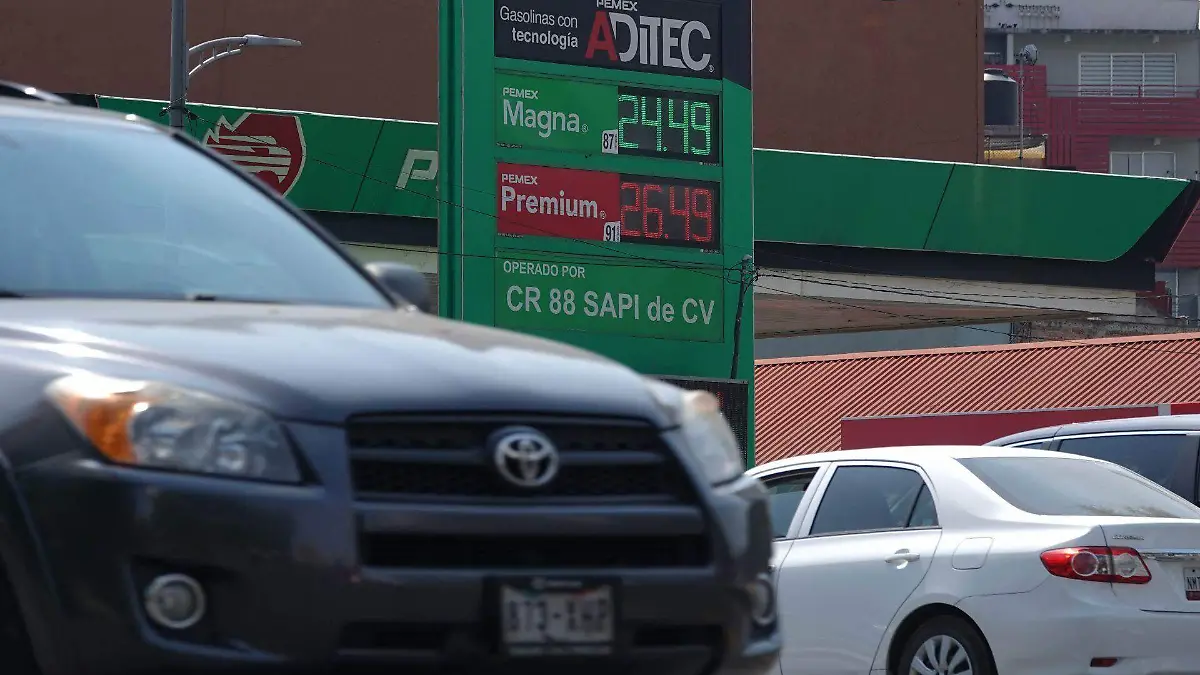 PEMEX
Gasolinas con
tecnología
ADITEC®
PEMEX
Magna®
87
24.49
PEMEX
Premium®
91
26.49
OPERADO POR
CR 88 SAPI de CV
P